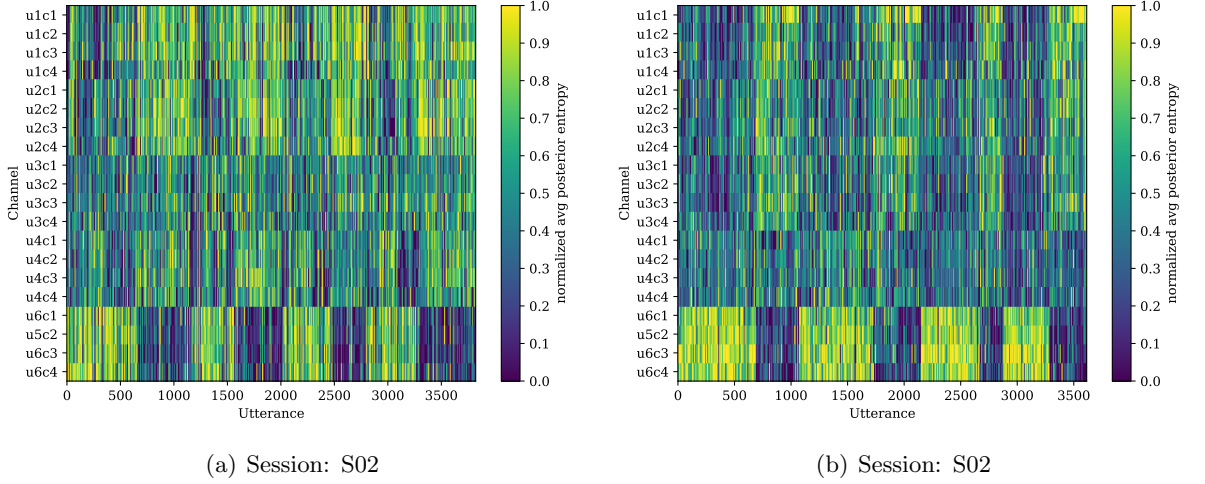 u1c1
u1c2
u1c3
u1c4
u2c1
u2c2
u2c3
u2c4
u3c1
u3c2
u3c3
u3c4
u4c1
u4c2
u4c3
u4c4
u6c1
u5c2
u6c3
u6c4
Channel
0 500 1000 1500 2000 2500 3000 3500
Utterance
1.0
0.9
0.8
0.7
0.6
0.5
0.4
0.3
0.2
0.1
0.0
normalized avg posterior entropy
(a) Session: S02
u1c1
u1c2
u1c3
u1c4
u2c1
u2c2
u2c3
u2c4
u3c1
u3c2
u3c3
u3c4
u4c1
u4c2
u4c3
u4c4
u6c1
u5c2
u6c3
u6c4
Channel
0 500 1000 1500 2000 2500 3000 3500
Utterance
1.0
0.9
0.8
0.7
0.6
0.5
0.4
0.3
0.2
0.1
0.0
normalized avg posterior entropy
(b) Session: S02